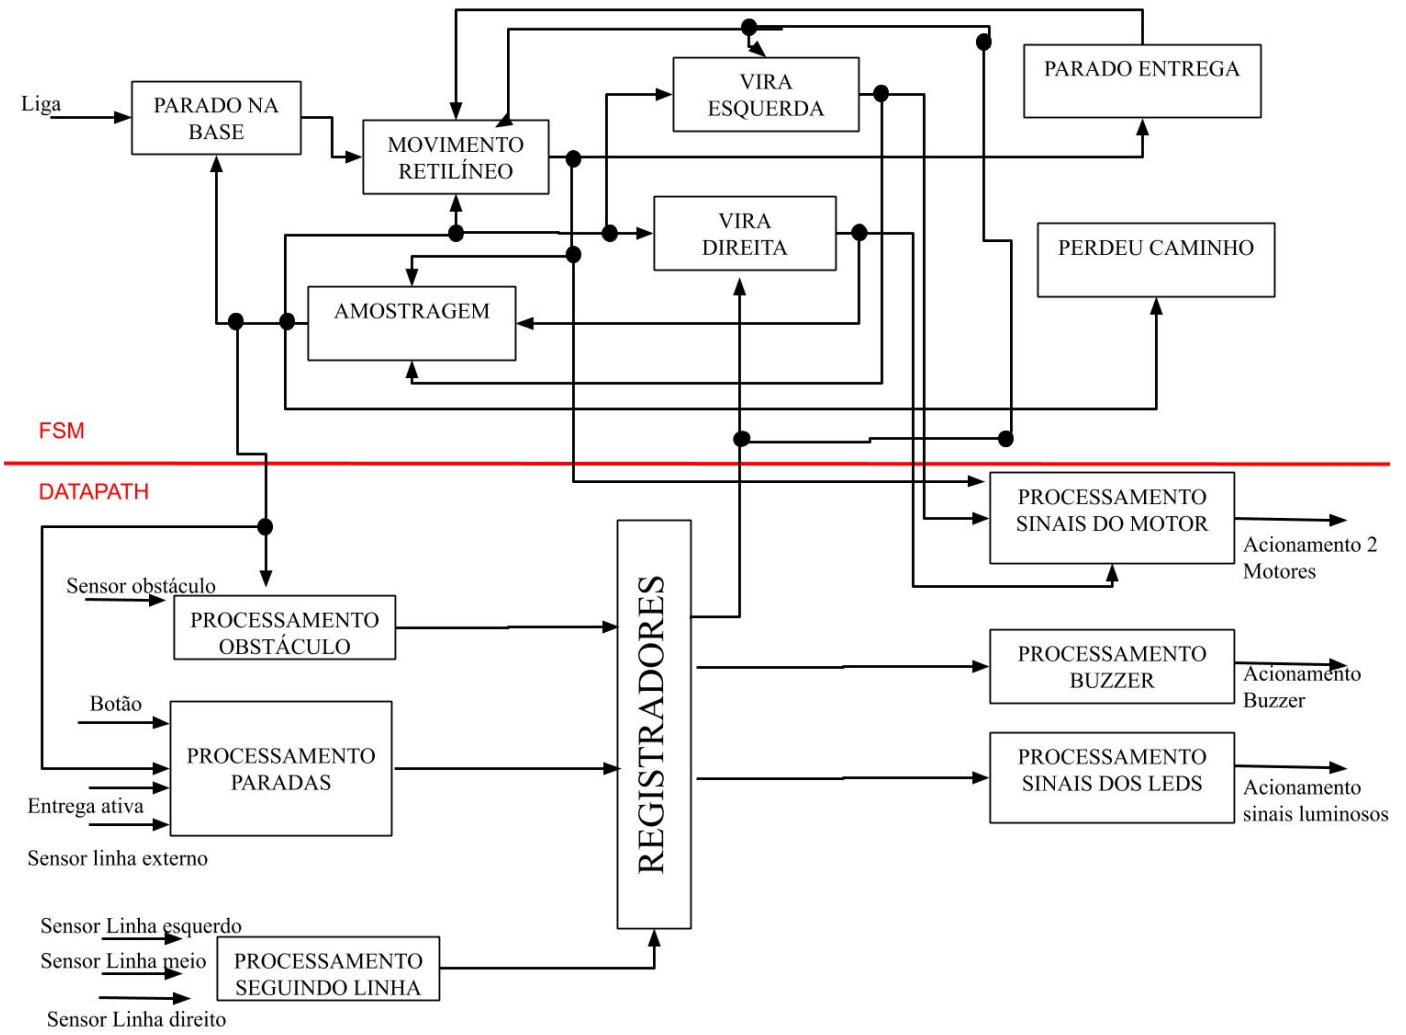 Liga
PARADO NA
BASE
MOVIMENTO
RETILÍNEO
VIRA
ESQUERDA
PARADO ENTREGA
VIRA
DIREITA
PERDEU CAMINHO
AMOSTRAGEM
FSM
DATAPATH
PROCESSAMENTO
SINAIS DO MOTOR
Acionamento 2
Motores
Sensor obstáculo
PROCESSAMENTO
OBSTÁCULO
REGISTRADORES
PROCESSAMENTO
BUZZER
Acionamento
Buzzer
Botão
PROCESSAMENTO
PARADAS
Entrega ativa
Sensor linha externo
PROCESSAMENTO
SINAIS DOS LEDS
Acionamento
sinais luminosos
Sensor Linha esquerdo
Sensor Linha meio
Sensor Linha direito
PROCESSAMENTO
SEGUINDO LINHA